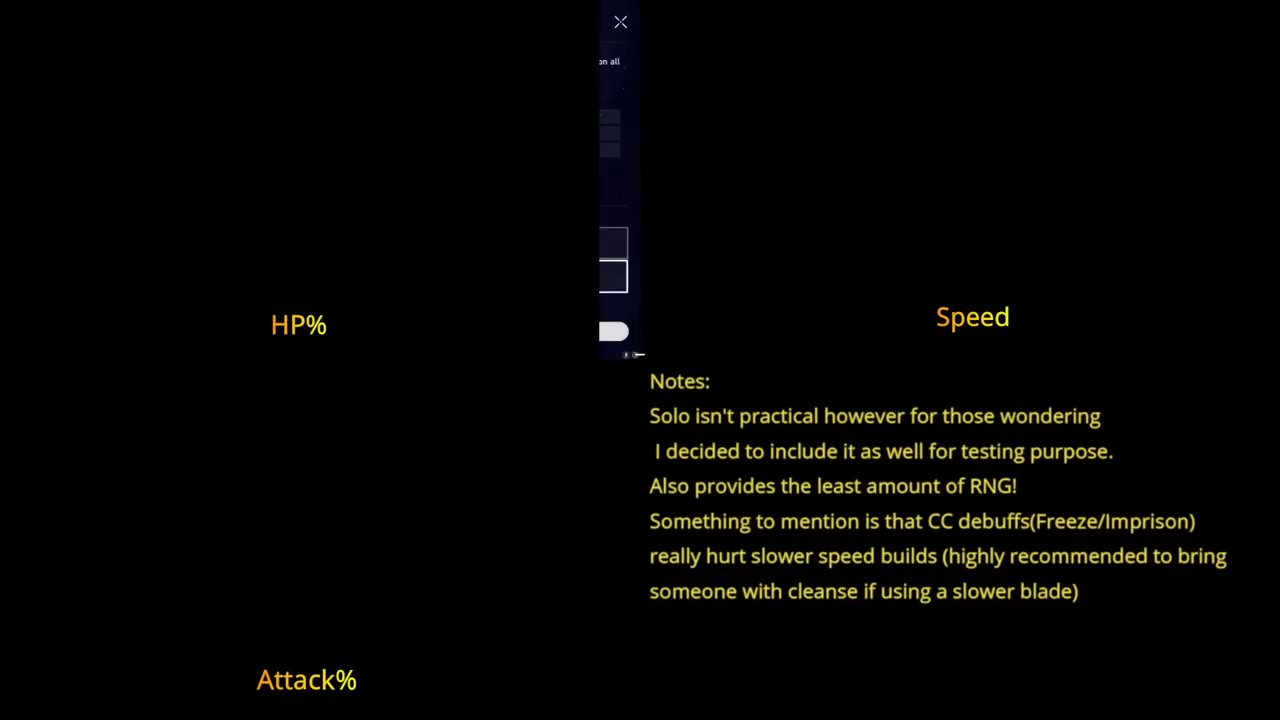 on all
HP%
Speed
Notes:
Solo isn't practical however for those wondering
I decided to include it as well for testing purpose.
Also provides the least amount of RNG!
Something to mention is that CC debuffs(Freeze/Imprison)
really hurt slower speed builds (highly recommended to bring
someone with cleanse if using a slower blade)
Attack%